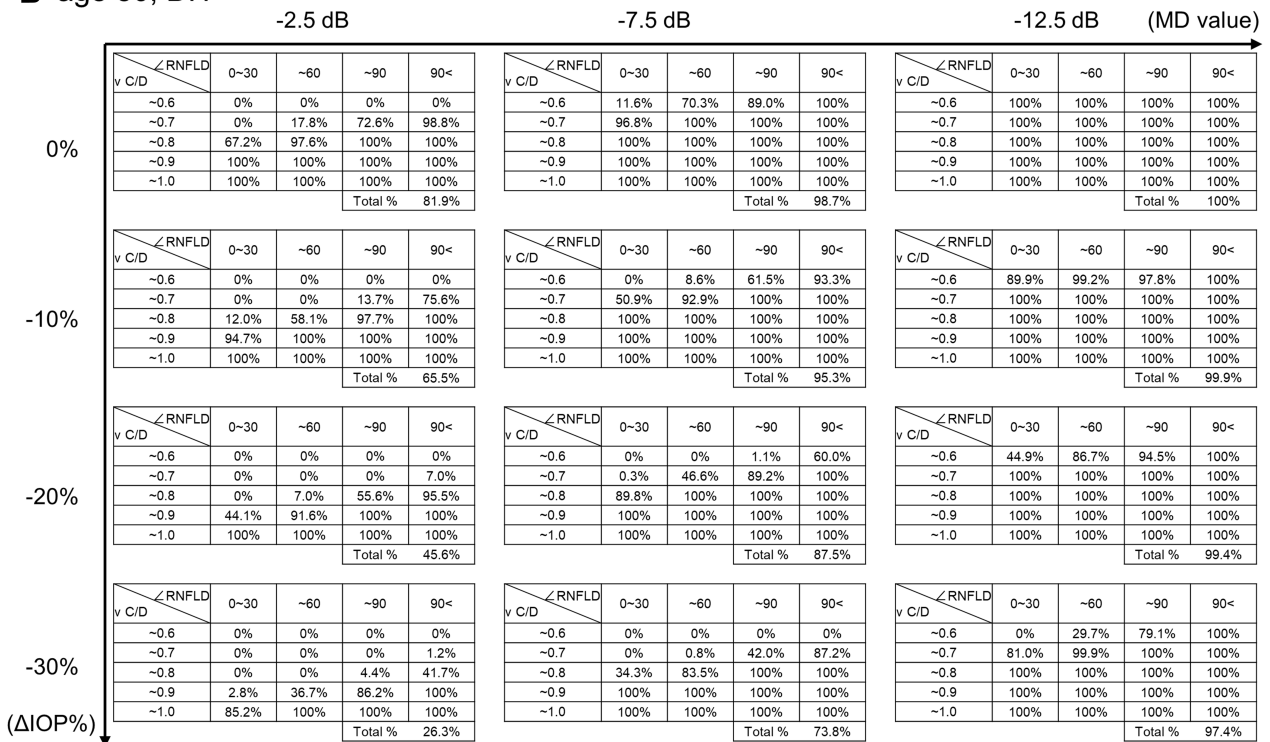 -2.5 dB -7.5 dB -12.5 dB (MD value)
0%
∠RNFLD v C/D 0~30 ~60 ~90 90<
~0.6 0% 0% 0% 0%
~0.7 0% 17.8% 72.6% 98.8%
~0.8 67.2% 97.6% 100% 100%
~0.9 100% 100% 100% 100%
~1.0 100% 100% 100% 100%
Total % 81.9%
∠RNFLD v C/D 0~30 ~60 ~90 90<
~0.6 11.6% 70.3% 89.0% 100%
~0.7 96.8% 100% 100% 100%
~0.8 100% 100% 100% 100%
~0.9 100% 100% 100% 100%
~1.0 100% 100% 100% 100%
Total % 98.7%
∠RNFLD v C/D 0~30 ~60 ~90 90<
~0.6 100% 100% 100% 100%
~0.7 100% 100% 100% 100%
~0.8 100% 100% 100% 100%
~0.9 100% 100% 100% 100%
~1.0 100% 100% 100% 100%
Total % 100%
-10%
∠RNFLD v C/D 0~30 ~60 ~90 90<
~0.6 0% 0% 0% 0%
~0.7 0% 0% 13.7% 75.6%
~0.8 12.0% 58.1% 97.7% 100%
~0.9 94.7% 100% 100% 100%
~1.0 100% 100% 100% 100%
Total % 65.5%
∠RNFLD v C/D 0~30 ~60 ~90 90<
~0.6 0% 8.6% 61.5% 93.3%
~0.7 50.9% 92.9% 100% 100%
~0.8 100% 100% 100% 100%
~0.9 100% 100% 100% 100%
~1.0 100% 100% 100% 100%
Total % 95.3%
∠RNFLD v C/D 0~30 ~60 ~90 90<
~0.6 89.9% 99.2% 97.8% 100%
~0.7 100% 100% 100% 100%
~0.8 100% 100% 100% 100%
~0.9 100% 100% 100% 100%
~1.0 100% 100% 100% 100%
Total % 99.9%
-20%
∠RNFLD v C/D 0~30 ~60 ~90 90<
~0.6 0% 0% 0% 0%
~0.7 0% 0% 0% 7.0%
~0.8 0% 7.0% 55.6% 95.5%
~0.9 44.1% 91.6% 100% 100%
~1.0 100% 100% 100% 100%
Total % 45.6%
∠RNFLD v C/D 0~30 ~60 ~90 90<
~0.6 0% 0% 1.1% 60.0%
~0.7 0.3% 46.6% 89.2% 100%
~0.8 89.8% 100% 100% 100%
~0.9 100% 100% 100% 100%
~1.0 100% 100% 100% 100%
Total % 87.5%
∠RNFLD v C/D 0~30 ~60 ~90 90<
~0.6 44.9% 86.7% 94.5% 100%
~0.7 100% 100% 100% 100%
~0.8 100% 100% 100% 100%
~0.9 100% 100% 100% 100%
~1.0 100% 100% 100% 100%
Total % 99.4%
-30%
(ΔIOP%)
∠RNFLD v C/D 0~30 ~60 ~90 90<
~0.6 0% 0% 0% 0%
~0.7 0% 0% 0% 1.2%
~0.8 0% 0% 4.4% 41.7%
~0.9 2.8% 36.7% 86.2% 100%
~1.0 85.2% 100% 100% 100%
Total % 26.3%
∠RNFLD v C/D 0~30 ~60 ~90 90<
~0.6 0% 0% 0% 0%
~0.7 0% 0.8% 42.0% 87.2%
~0.8 34.3% 83.5% 100% 100%
~0.9 100% 100% 100% 100%
~1.0 100% 100% 100% 100%
Total % 73.8%
∠RNFLD v C/D 0~30 ~60 ~90 90<
~0.6 0% 29.7% 79.1% 100%
~0.7 81.0% 99.9% 100% 100%
~0.8 100% 100% 100% 100%
~0.9 100% 100% 100% 100%
~1.0 100% 100% 100% 100%
Total % 97.4%